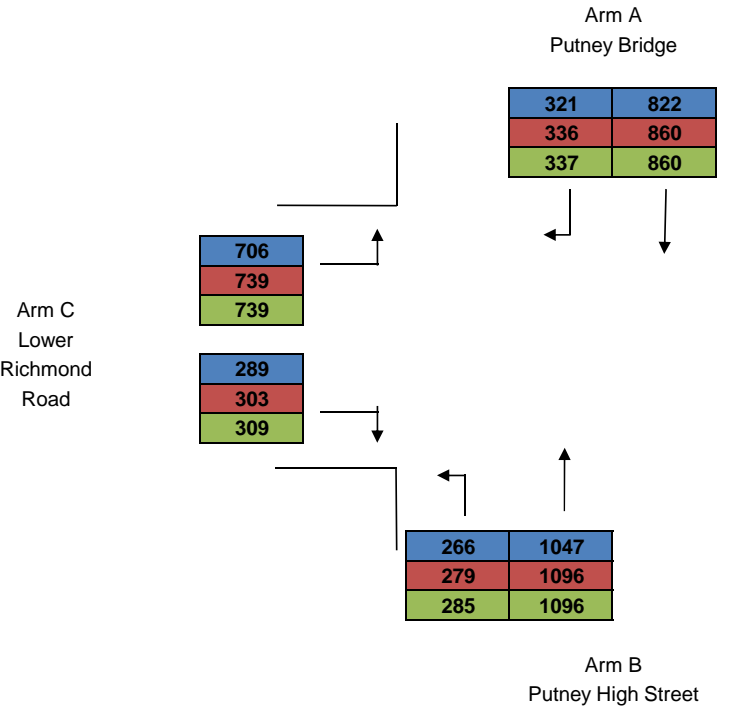 Arm A
Putney Bridge
321 822
336 860
337 860
706
739
739
Arm C
Lower
Richmond
Road
289
303
309
266 1047
279 1096
285 1096
Arm B
Putney High Street